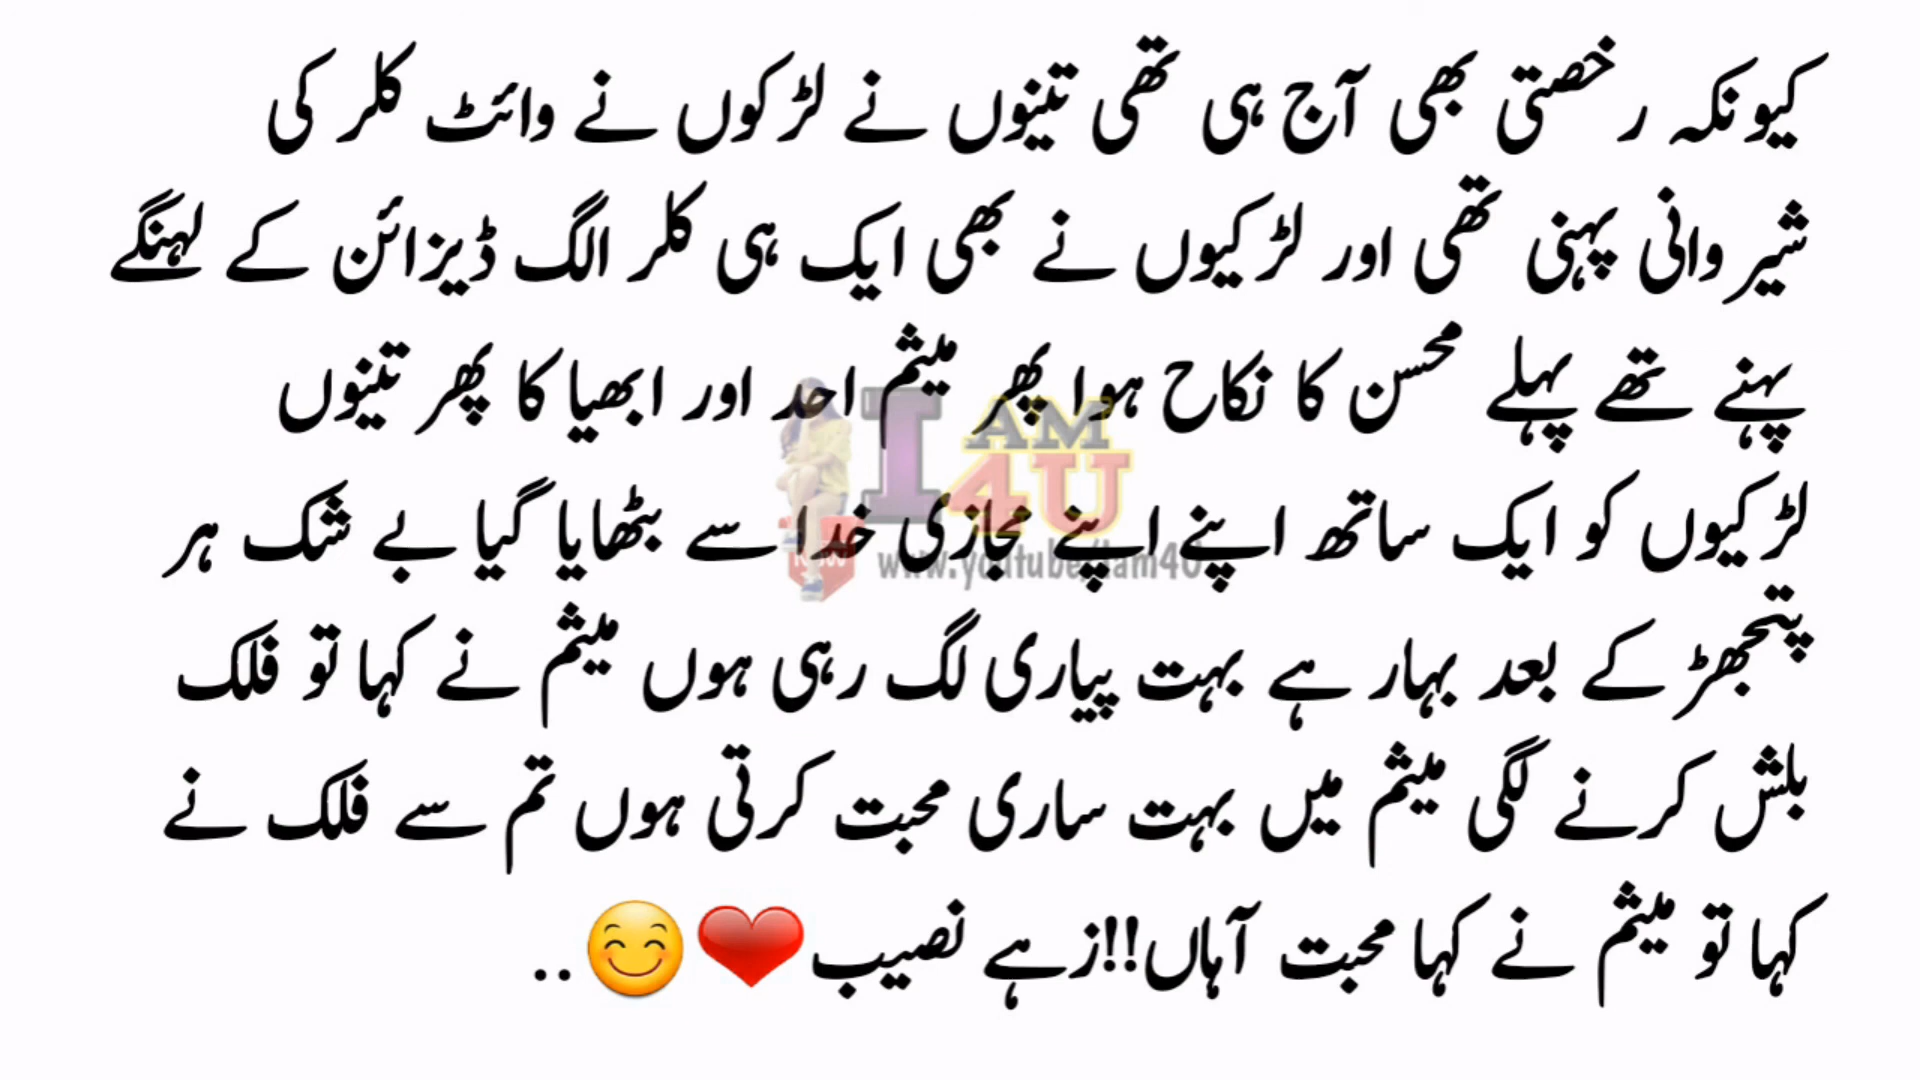 کیونکہ رخصتی بھی آج ہی تھی تینوں نے لڑکوں نے وائٹ کلر کی
شیروانی پہنی تھی اور لڑکیوں نے بھی ایک ہی کلر الگ ڈیزائن کے لہنگے
پہنے تھے پہلے محسن کا نکاح ہوا پھر میثم احد اور ابھیا کا پھر تینوں
I AM 4U
لڑکیوں کو ایک ساتھ اپنے اپنے مجازی خدا سے بٹھایا گیا بے شک ہر
www.youtube/Iam4U
پتجھڑ کے بعد بہار ہے بہت پیاری لگ رہی ہوں میثم نے کہا تو فلک
بلش کرنے لگی میثم میں بہت ساری محبت کرتی ہوں تم سے فلک نے
کہا تو میثم نے کہا محبت آہاں!!زہے نصیب❤😊..